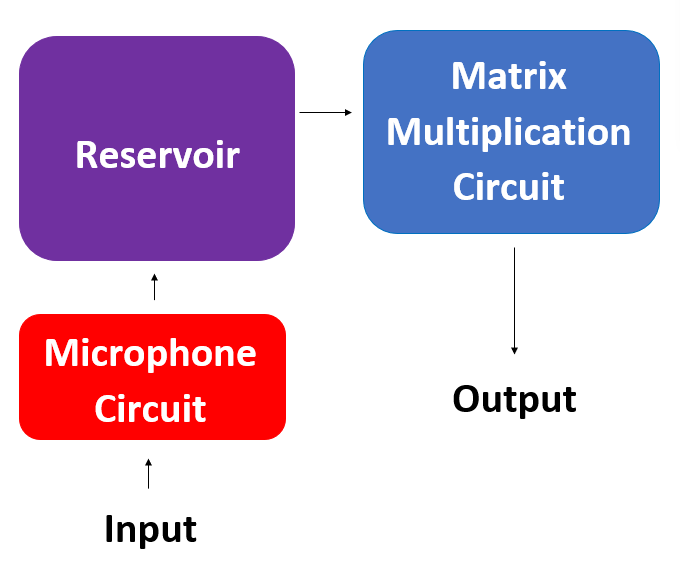 Reservoir
Matrix
Multiplication
Circuit
Microphone
Circuit
Output
Input